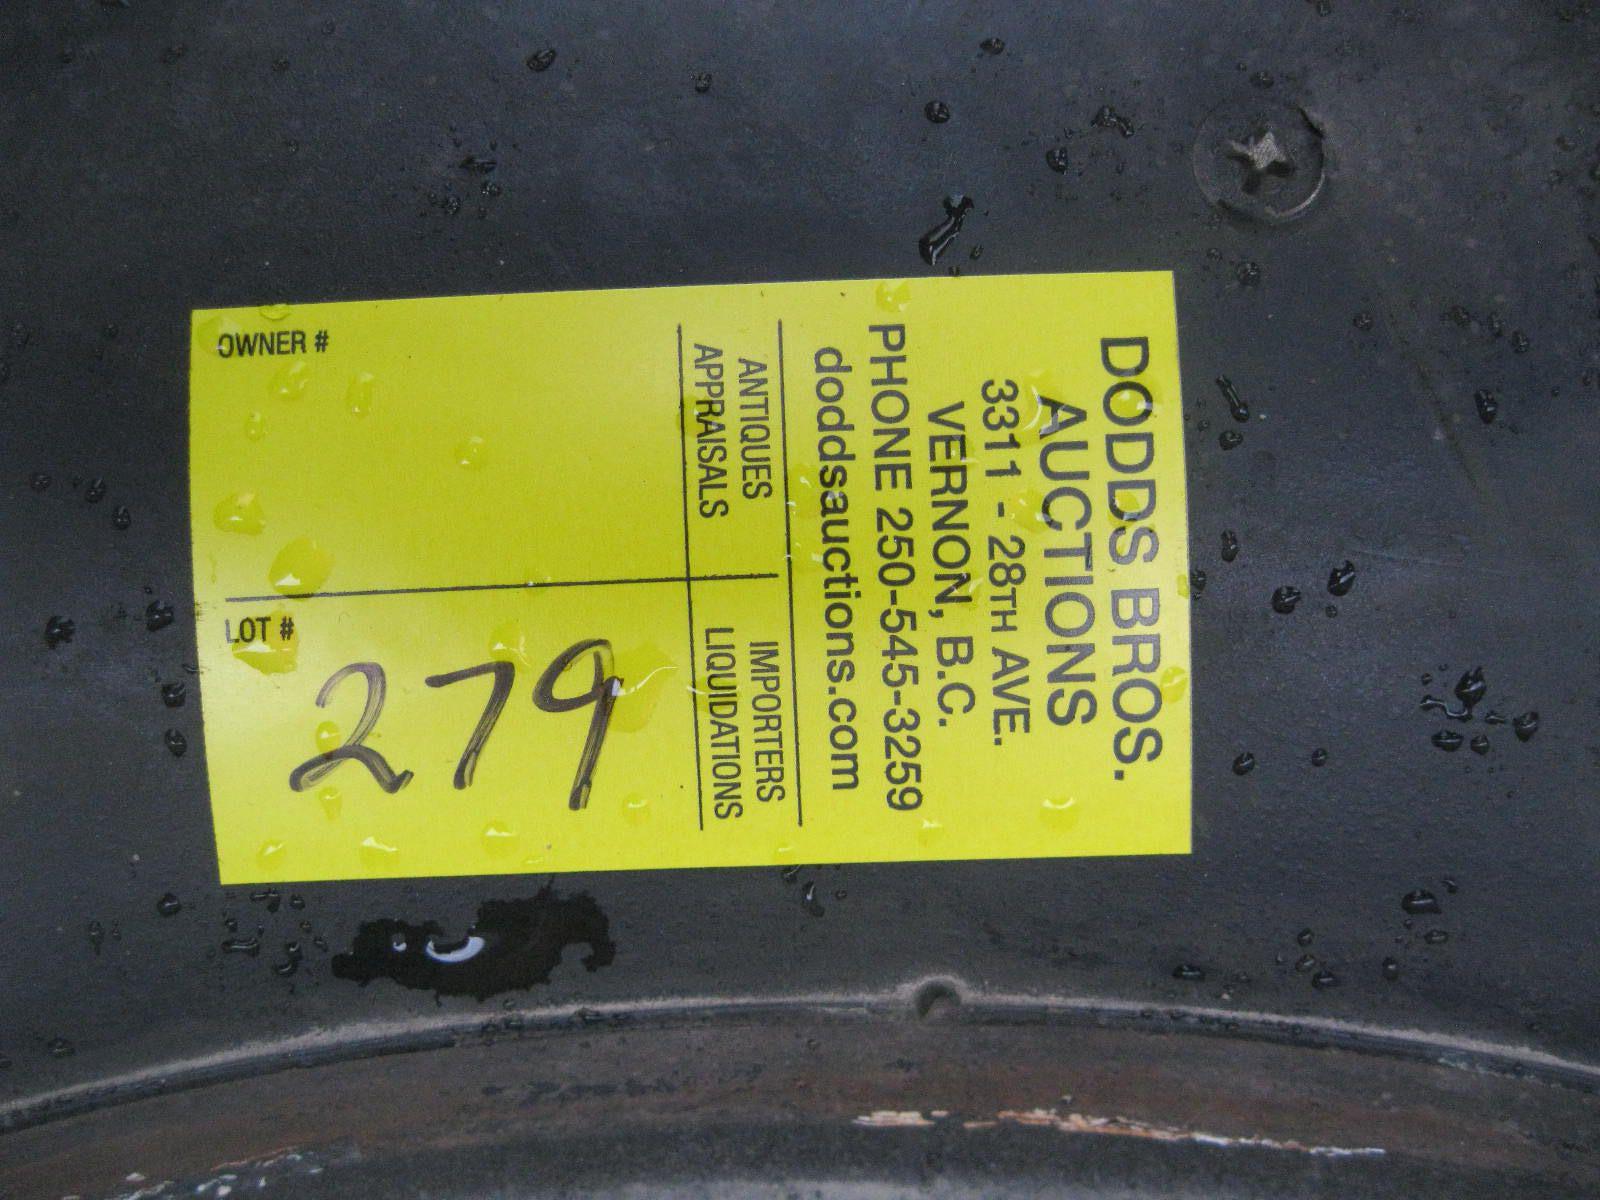 DODDS BROS.
AUCTIONS
3311 - 28TH AVE.
VERNON, B.C.
PHONE 250-545-3259
doddsauctions.com
ANTIQUES
APPRAISALS
IMPORTERS
LIQUIDATIONS
OWNER #
LOT #
279